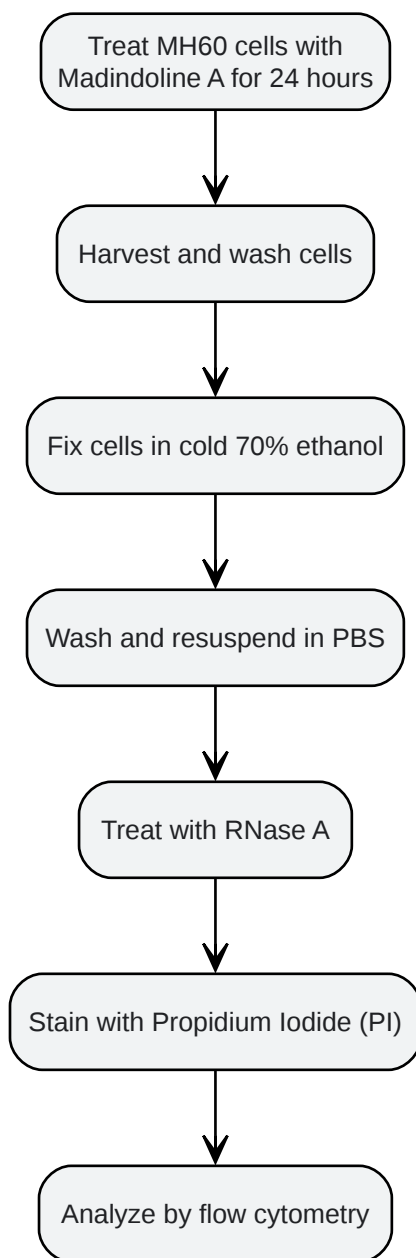 Treat MH60 cells with
Madindoline A for 24 hours
Harvest and wash cells
Fix cells in cold 70% ethanol
Wash and resuspend in PBS
Treat with RNase A
Stain with Propidium Iodide (PI)
Analyze by flow cytometry